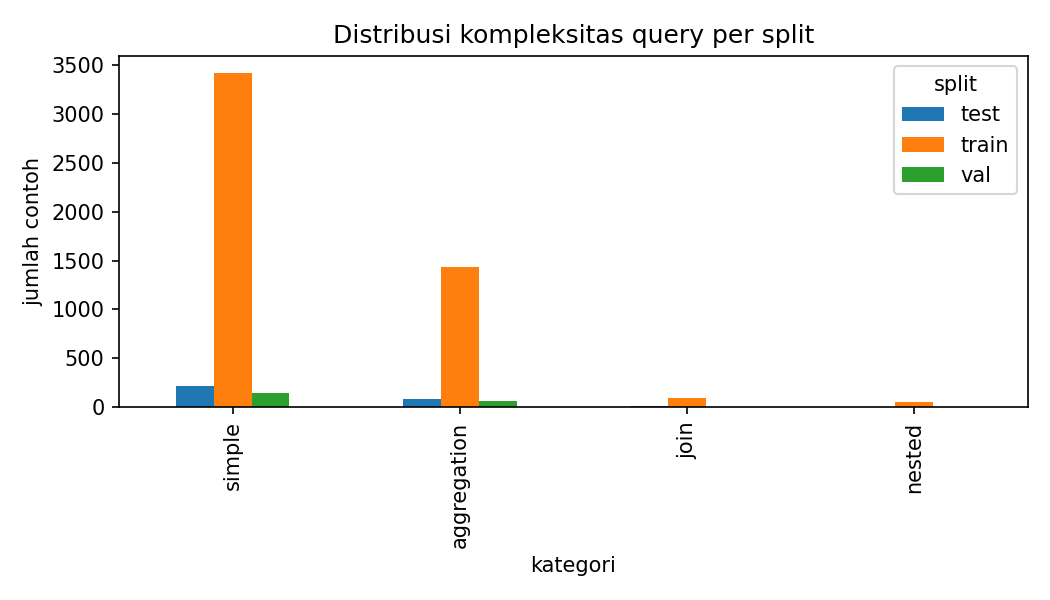 Distribusi kompleksitas query per split
jumlah contoh
3500
3000
2500
2000
1500
1000
500
0
split
test
train
val
simple
aggregation
join
nested
kategori